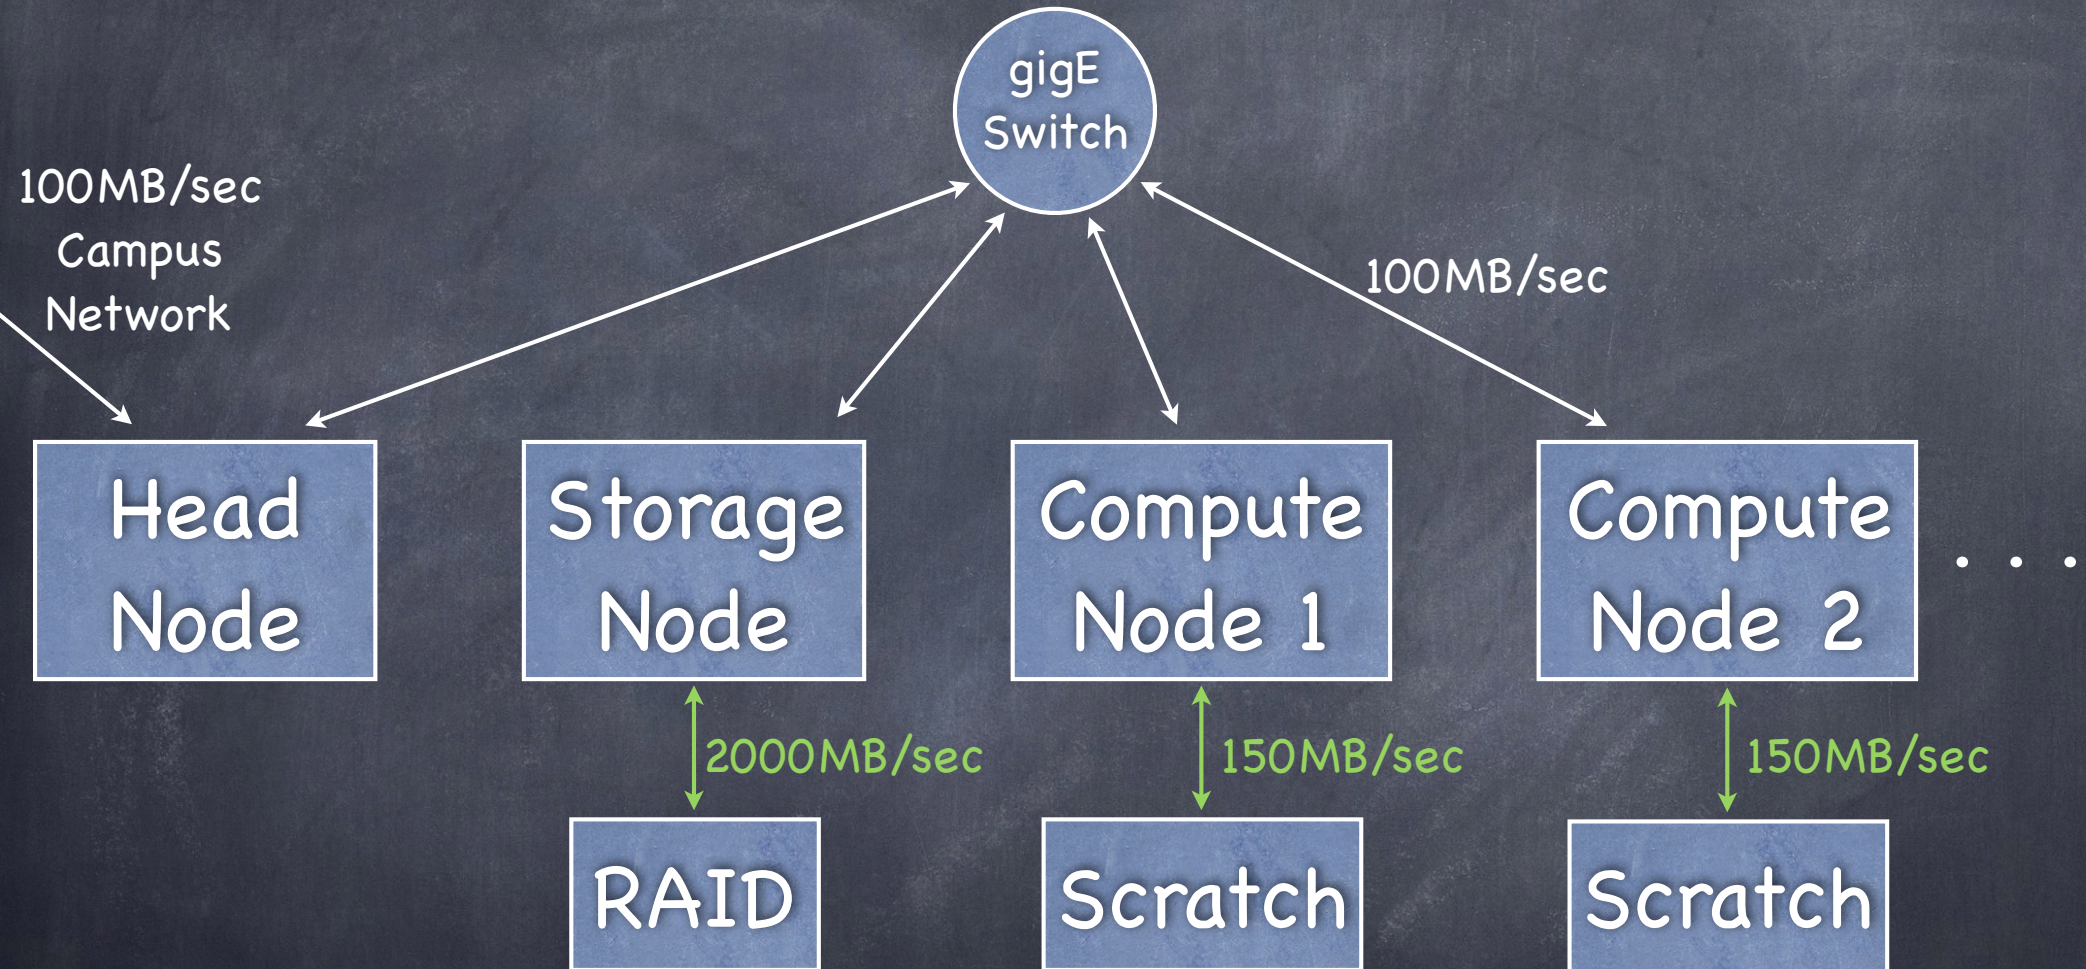 gigE
Switch
100MB/sec
Campus
Network
100MB/sec
Head
Node
Storage
Node
Compute
Node 1
Compute
Node 2
. . .
2000MB/sec
150MB/sec
150MB/sec
RAID
Scratch
Scratch